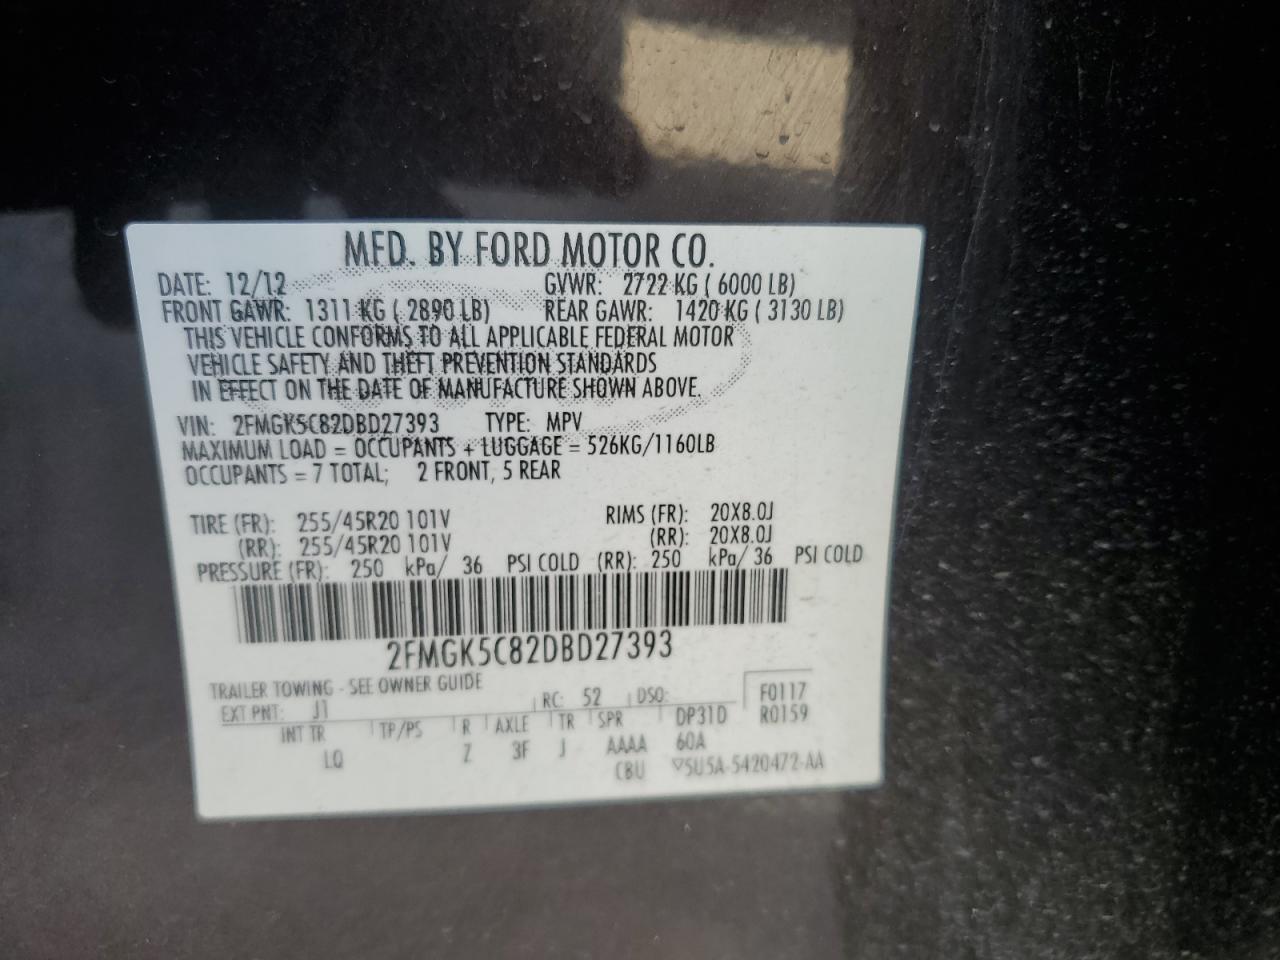 MFD. BY FORD MOTOR CO.
DATE: 12/12 GVWR: 2722 KG ( 6000 LB)
FRONT GAWR: 1311 KG ( 2890 LB) REAR GAWR: 1420 KG ( 3130 LB)
THIS VEHICLE CONFORMS TO ALL APPLICABLE FEDERAL MOTOR
VEHICLE SAFETY AND THEFT PREVENTION STANDARDS
IN EFFECT ON THE DATE OF MANUFACTURE SHOWN ABOVE.
VIN: 2FMGK5C82DBD27393 TYPE: MPV
MAXIMUM LOAD = OCCUPANTS + LUGGAGE = 526KG/1160LB
OCCUPANTS = 7 TOTAL; 2 FRONT, 5 REAR
TIRE (FR): 255/45R20 101V RIMS (FR): 20X8.0J
(RR): 255/45R20 101V (RR): 20X8.0J
PRESSURE (FR): 250 kPa/ 36 PSI COLD (RR): 250 kPa/ 36 PSI COLD
2FMGK5C82DBD27393
TRAILER TOWING - SEE OWNER GUIDE
EXT PNT: J1 RC: 52 DSO: F0117
INT TR TP/PS R AXLE TR SPR DP31D R0159
LQ Z 3F J AAAA 60A
CBU 5U5A-5420472-AA